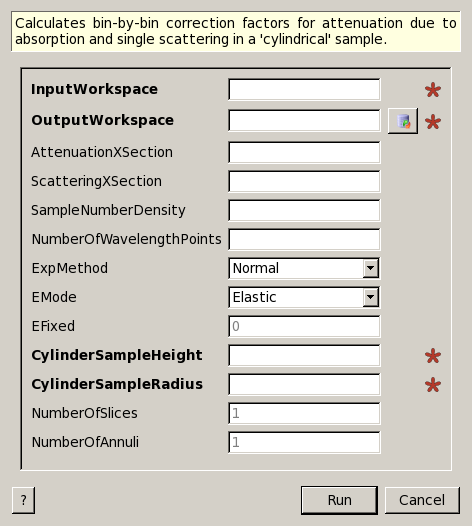 Calculates bin-by-bin correction factors for attenuation due to
absorption and single scattering in a 'cylindrical' sample.
InputWorkspace
OutputWorkspace
AttenuationXSection
ScatteringXSection
SampleNumberDensity
NumberOfWavelengthPoints
ExpMethod Normal
EMode Elastic
EFixed 0
CylinderSampleHeight
CylinderSampleRadius
NumberOfSlices 1
NumberOfAnnuli 1
? Run Cancel